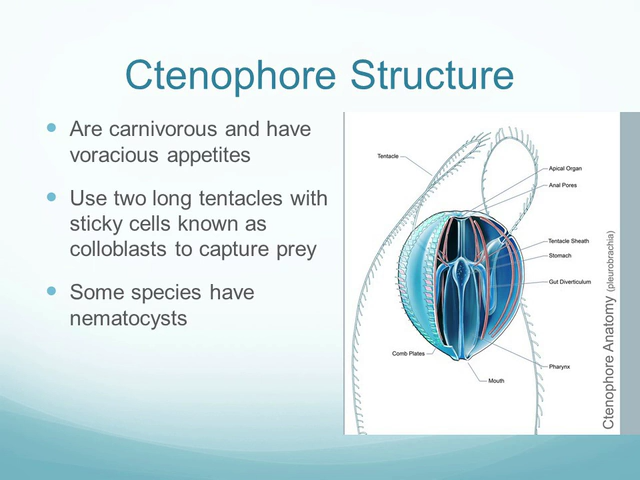 Ctenophore Structure
Are carnivorous and have
voracious appetites
Use two long tentacles with
sticky cells known as
colloblasts to capture prey
Some species have
nematocysts
Tentacle
Apical Organ
Anal Pores
Tentacle Sheath
Stomach
Gut Diverticulum
Comb Plates
Pharynx
Mouth
Ctenophore Anatomy (pleurobrachia)